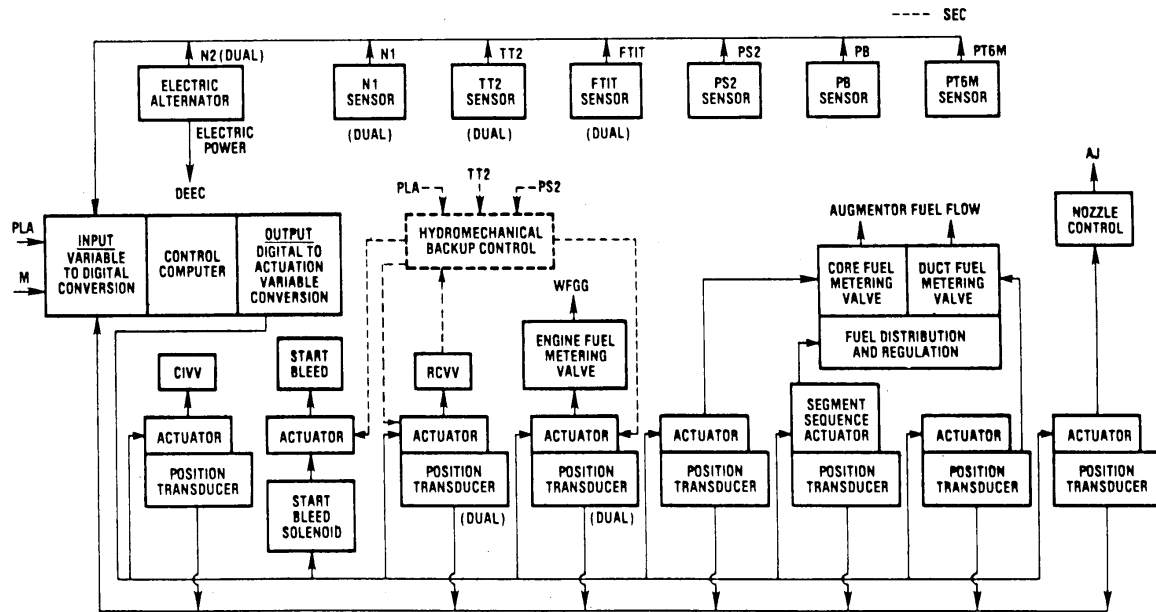 ---- SEC
N2 (DUAL)
N1
TT2
FTIT
PS2
PB
PT6M
ELECTRIC
ALTERNATOR
N1
SENSOR
TT2
SENSOR
FTIT
SENSOR
PS2
SENSOR
PB
SENSOR
PT6M
SENSOR
(DUAL)
(DUAL)
(DUAL)
ELECTRIC
POWER
DEEC
PLA
M
INPUT
VARIABLE
TO DIGITAL
CONVERSION
CONTROL
COMPUTER
OUTPUT
DIGITAL TO
ACTUATION
VARIABLE
CONVERSION
PLA
TT2
PS2
HYDROMECHANICAL
BACKUP CONTROL
AJ
NOZZLE
CONTROL
AUGMENTOR FUEL FLOW
CORE FUEL
METERING
VALVE
DUCT FUEL
METERING
VALVE
FUEL DISTRIBUTION
AND REGULATION
WFGG
ENGINE FUEL
METERING
VALVE
CIVV
START
BLEED
RCVV
ACTUATOR
POSITION
TRANSDUCER
ACTUATOR
START
BLEED
SOLENOID
ACTUATOR
POSITION
TRANSDUCER
(DUAL)
ACTUATOR
POSITION
TRANSDUCER
(DUAL)
ACTUATOR
POSITION
TRANSDUCER
SEGMENT
SEQUENCE
ACTUATOR
POSITION
TRANSDUCER
ACTUATOR
POSITION
TRANSDUCER
ACTUATOR
POSITION
TRANSDUCER